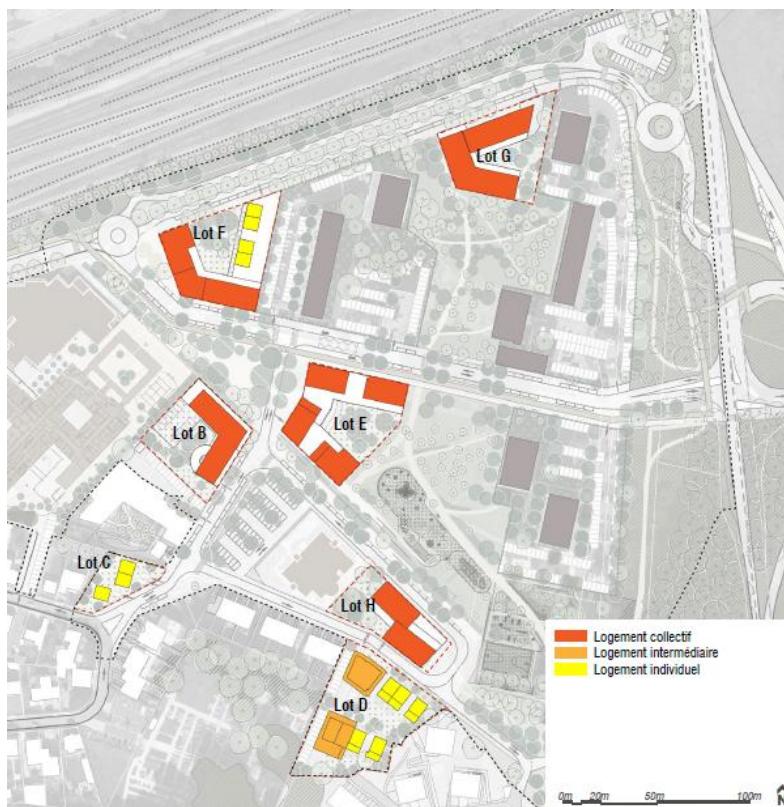 Lot G
Lot F
Lot E
Lot B
Lot C
Lot H
Lot D
Logement collectif
Logement intermédiaire
Logement individuel
0m 20m 50m 100m